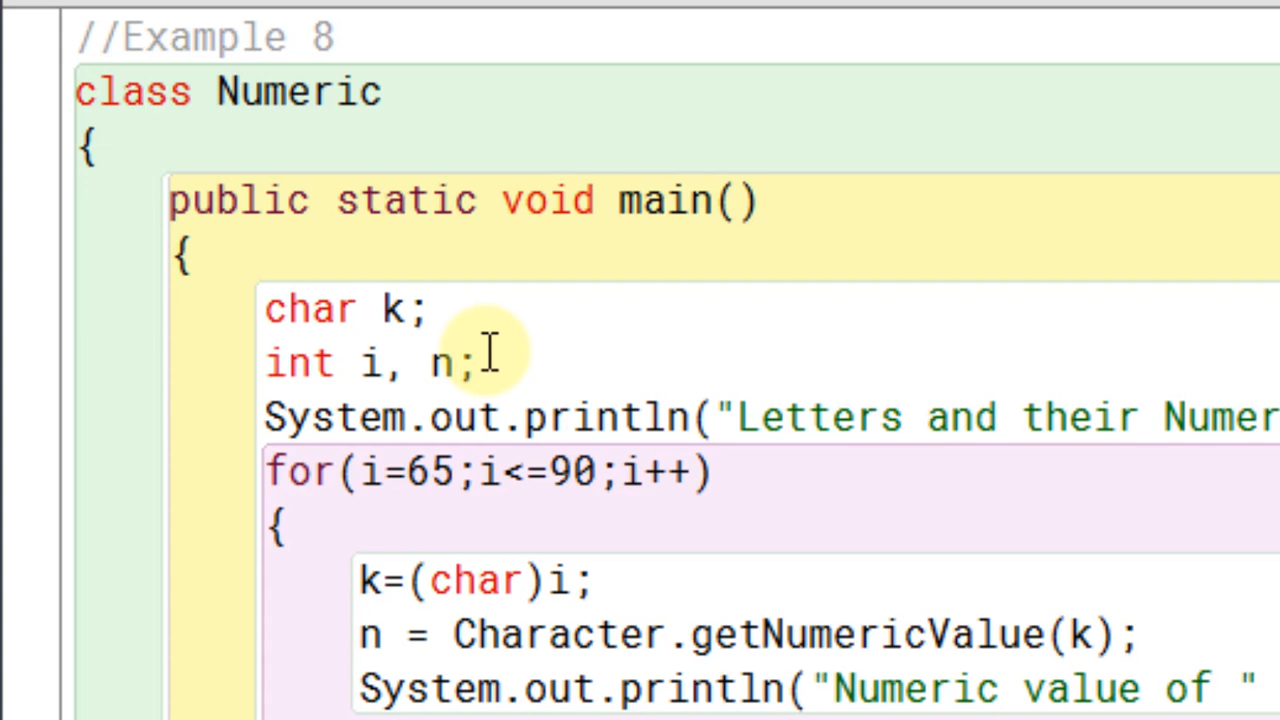 //Example 8
class Numeric
{
public static void main()
{
char k;
int i, n;
System.out.println("Letters and their Numer
for(i=65;i<=90;i++)
{
k=(char)i;
n = Character.getNumericValue(k);
System.out.println("Numeric value of "